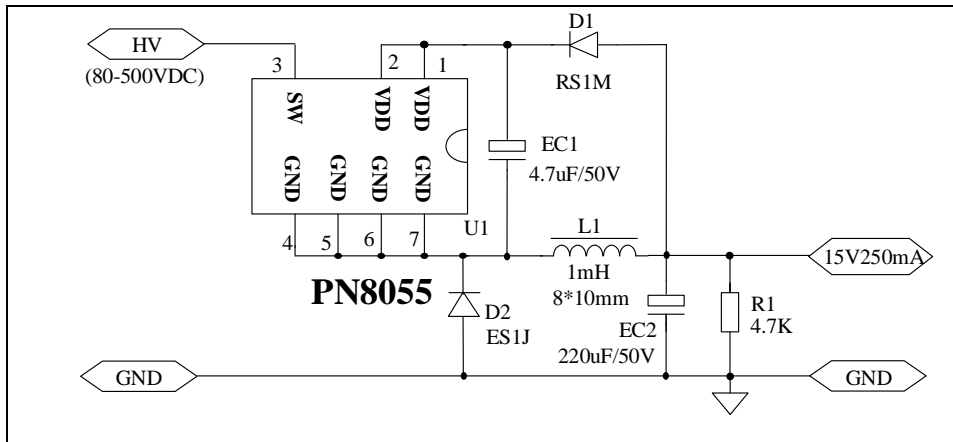 D1
HV
3
2
1
(80-500VDC)
RS1M
SW
VDD
VDD
EC1
4.7uF/50V
GND
GND
GND
GND
U1
4
5
6
7
L1
15V250mA
PN8055
1mH
8*10mm
D2
ES1J
R1
4.7K
EC2
220uF/50V
GND
GND